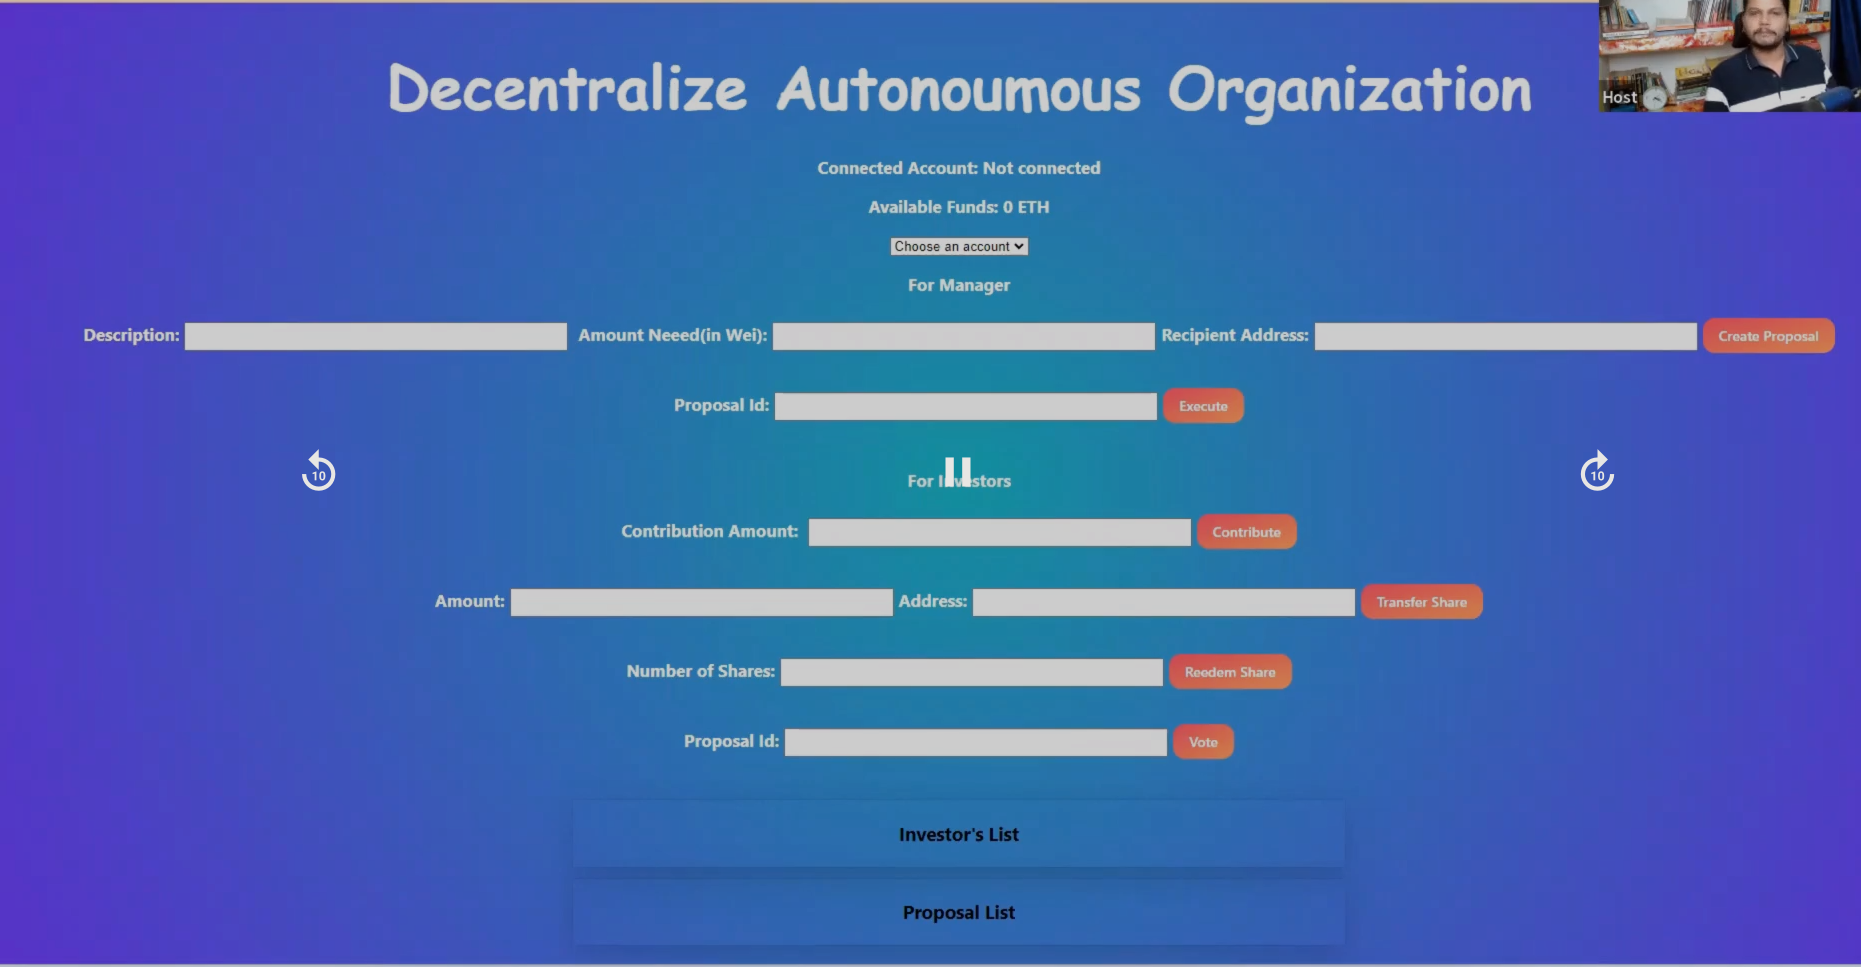 Decentralize Autonoumous Organization
Host
Connected Account: Not connected
Available Funds: 0 ETH
Choose an account
For Manager
Description: Amount Neeed(in Wei): Recipient Address: Create Proposal
Proposal Id: Execute
10 10
For Investors
Contribution Amount: Contribute
Amount: Address: Transfer Share
Number of Shares: Reedem Share
Proposal Id: Vote
Investor's List
Proposal List